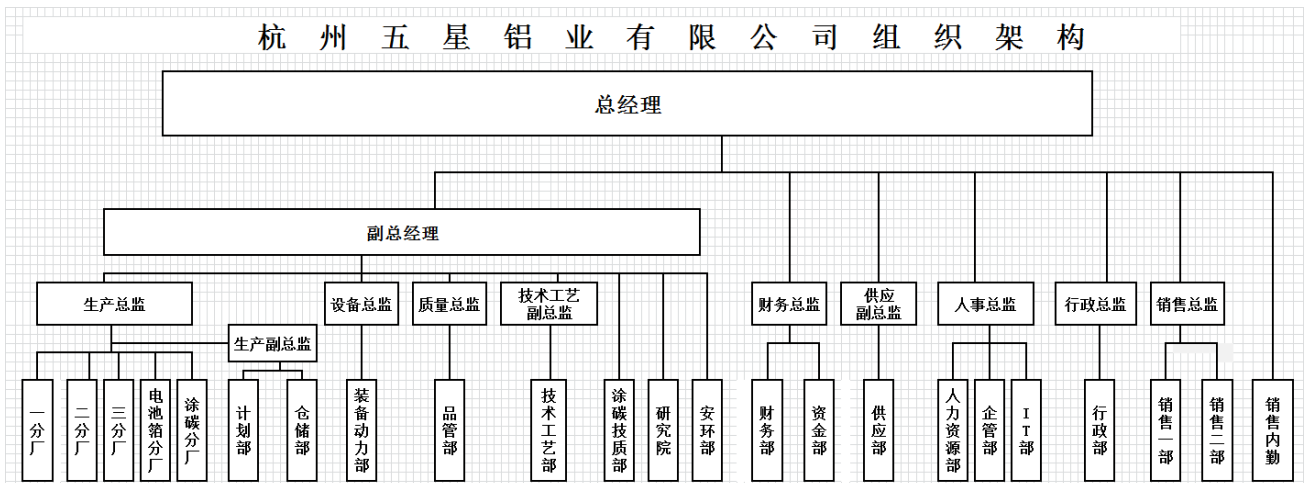 杭州五星铝业有限公司组织架构
总经理
副总经理
生产总监
设备总监
质量总监
技术工艺
副总监
财务总监
供应
副总监
人事总监
行政总监
销售总监
生产副总监
一分厂
二分厂
三分厂
电池箔分厂
涂碳分厂
计划部
仓储部
装备动力部
品管部
技术工艺部
涂碳技质部
研究院
安环部
财务部
资金部
供应部
人力资源部
企管部
IT部
行政部
销售一部
销售二部
销售内勤